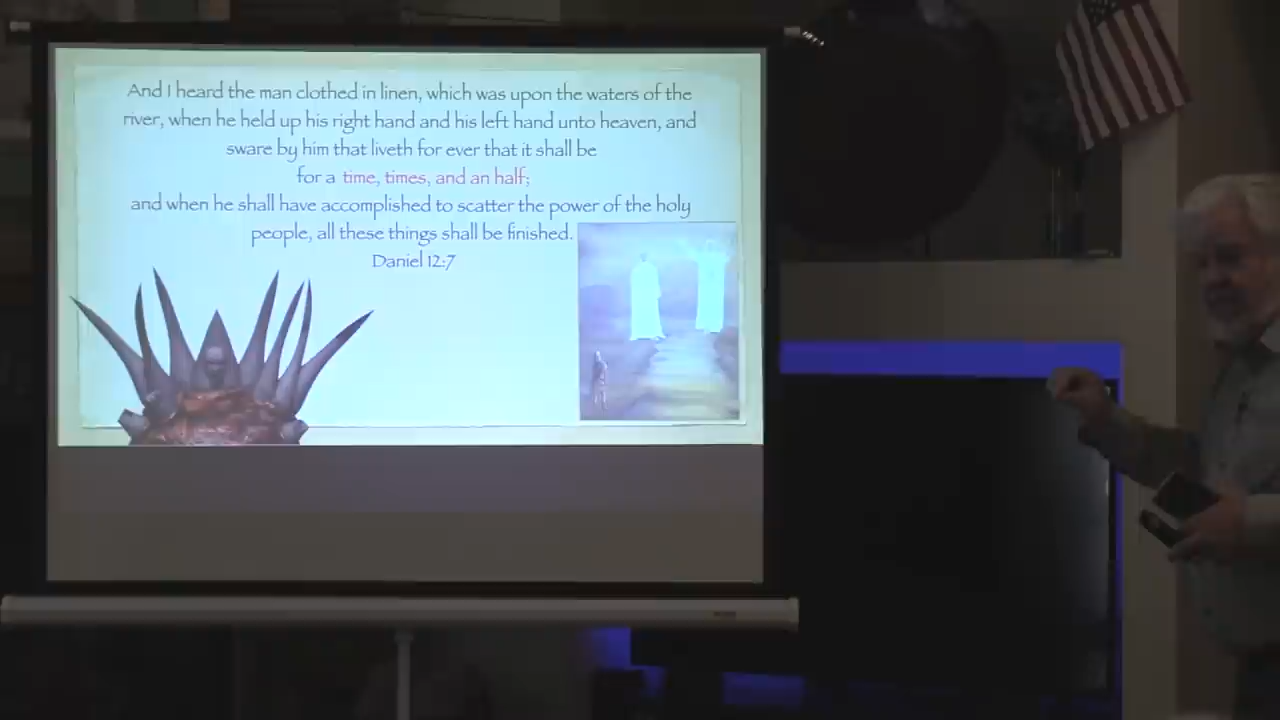 And I heard the man clothed in linen, which was upon the waters of the
river, when he held up his right hand and his left hand unto heaven, and
sware by him that liveth for ever that it shall be
for a time, times, and an half;
and when he shall have accomplished to scatter the power of the holy
people, all these things shall be finished.
Daniel 12:7